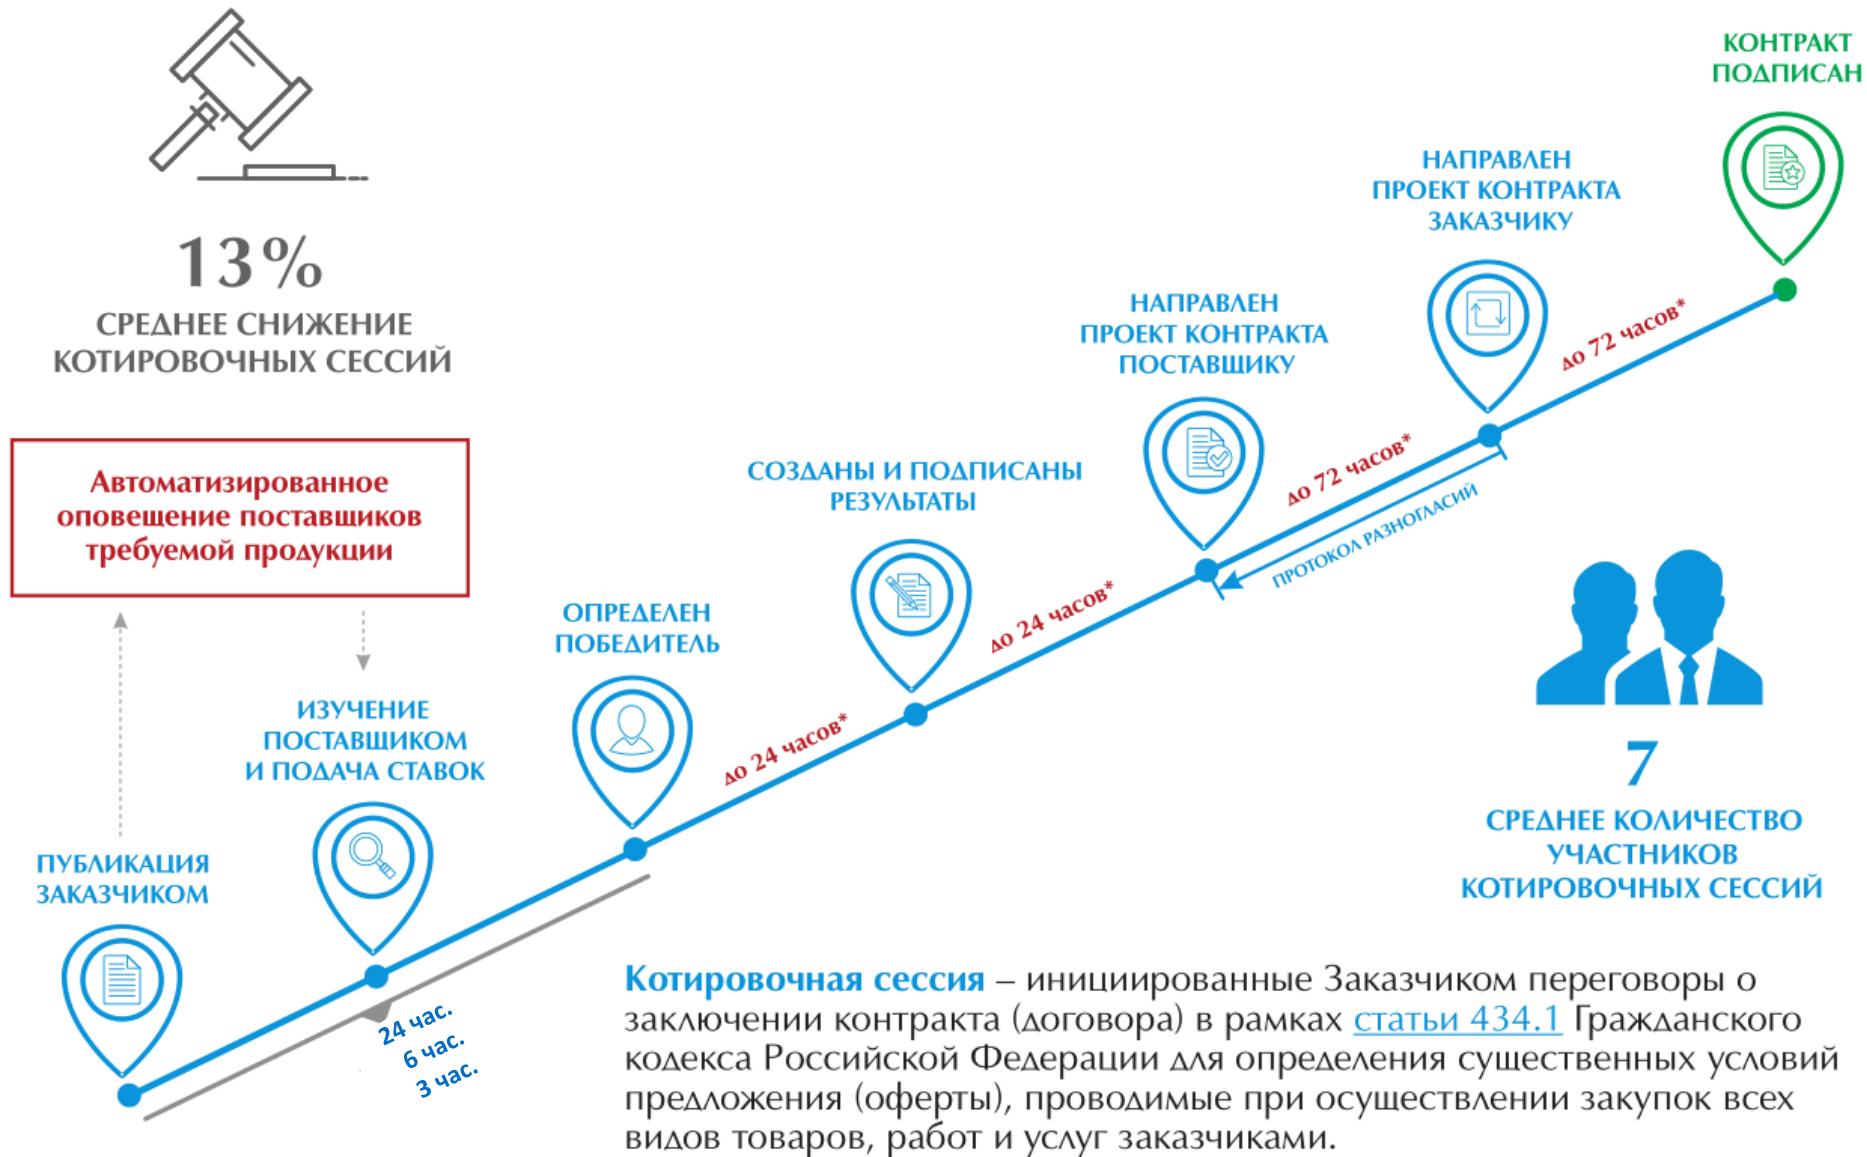 13%
СРЕДНЕЕ СНИЖЕНИЕ
КОТИРОВОЧНЫХ СЕССИЙ
Автоматизированное
оповещение поставщиков
требуемой продукции
ПУБЛИКАЦИЯ
ЗАКАЗЧИКОМ
ИЗУЧЕНИЕ
ПОСТАВЩИКОМ
И ПОДАЧА СТАВОК
24 час.
6 час.
3 час.
ОПРЕДЕЛЕН
ПОБЕДИТЕЛЬ
до 24 часов*
СОЗДАНЫ И ПОДПИСАНЫ
РЕЗУЛЬТАТЫ
до 24 часов*
НАПРАВЛЕН
ПРОЕКТ КОНТРАКТА
ПОСТАВЩИКУ
до 72 часов*
ПРОТОКОЛ РАЗНОГЛАСИЙ
НАПРАВЛЕН
ПРОЕКТ КОНТРАКТА
ЗАКАЗЧИКУ
до 72 часов*
КОНТРАКТ
ПОДПИСАН
7
СРЕДНЕЕ КОЛИЧЕСТВО
УЧАСТНИКОВ
КОТИРОВОЧНЫХ СЕССИЙ
Котировочная сессия – инициированные Заказчиком переговоры о
заключении контракта (договора) в рамках статьи 434.1 Гражданского
кодекса Российской Федерации для определения существенных условий
предложения (оферты), проводимые при осуществлении закупок всех
видов товаров, работ и услуг заказчиками.